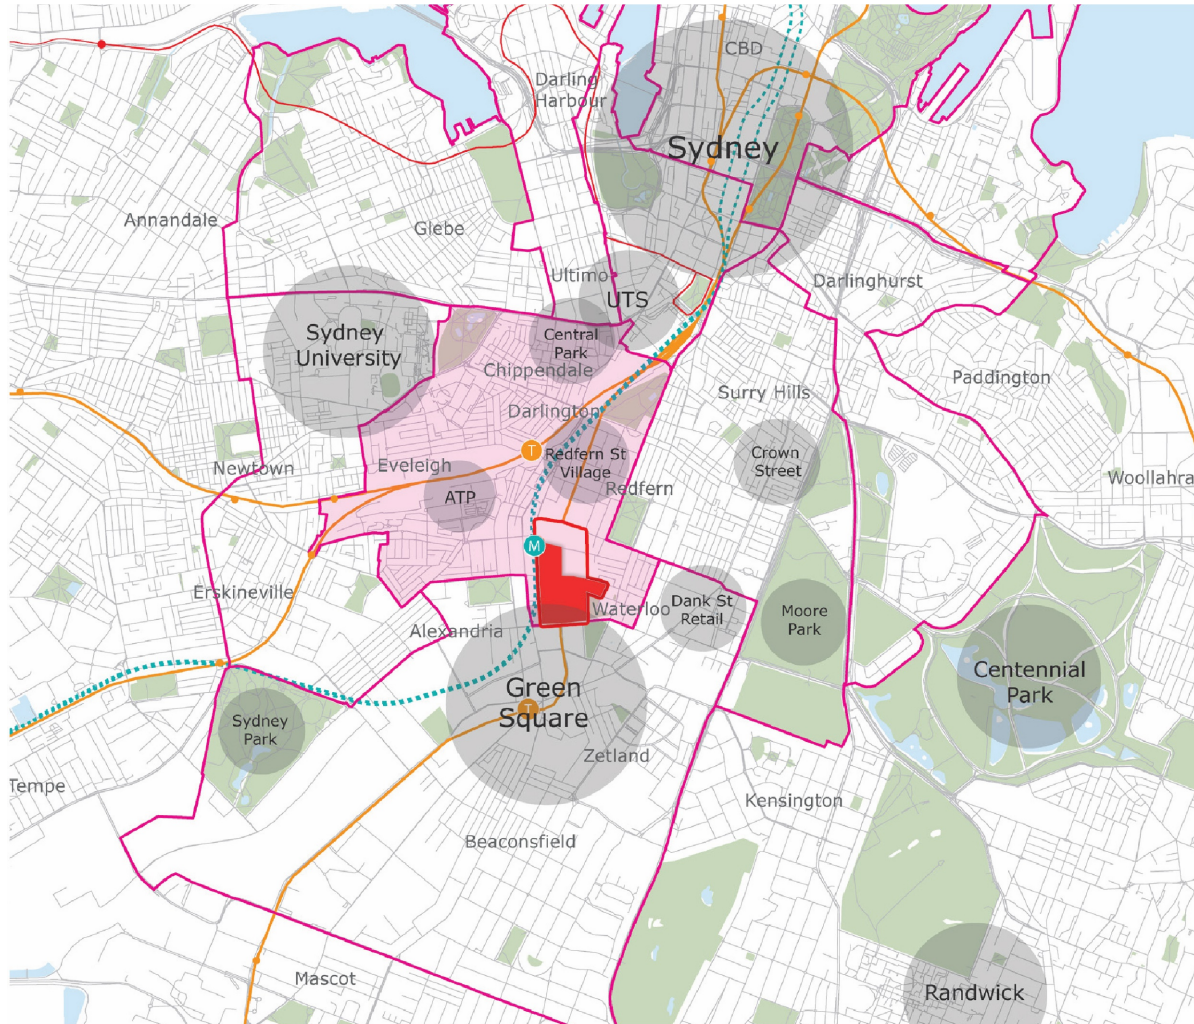 CBD
Darling
Harbour
Sydney
Annandale
Glebe
Ultimo
UTS
Darlinghurst
Sydney
University
Central
Park
Chippendale
Paddington
Surry Hills
Darlington
T
Redfern St
Village
Crown
Street
Newtown
Eveleigh
ATP
Redfern
Woollahra
M
Erskineville
Alexandria
Waterloo
Dank St
Retail
Moore
Park
Centennial
Park
Green
Square
T
Sydney
Park
Zetland
Tempe
Kensington
Beaconsfield
Mascot
Randwick